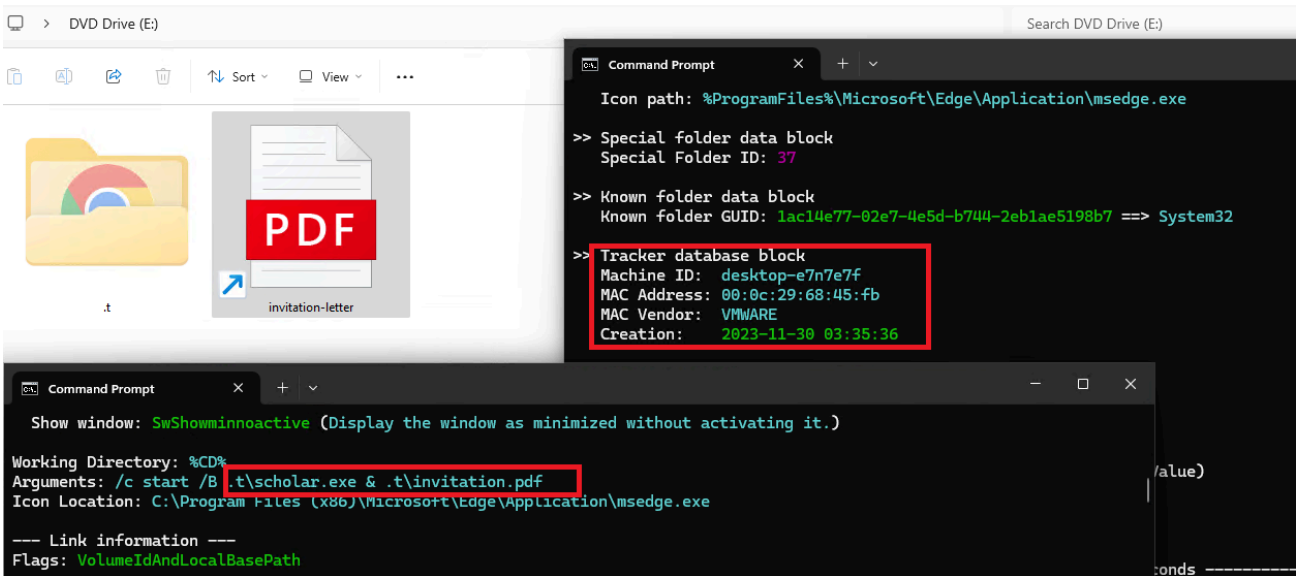 DVD Drive (E:)
Search DVD Drive (E:)
Sort
View
.t
PDF
invitation-letter
Command Prompt
Icon path: %ProgramFiles%\Microsoft\Edge\Application\msedge.exe
>> Special folder data block
Special Folder ID: 37
>> Known folder data block
Known folder GUID: 1ac14e77-02e7-4e5d-b744-2eb1ae5198b7 ==> System32
>> Tracker database block
Machine ID: desktop-e7n7e7f
MAC Address: 00:0c:29:68:45:fb
MAC Vendor: VMWARE
Creation: 2023-11-30 03:35:36
Command Prompt
Show window: SwShowminnoactive (Display the window as minimized without activating it.)
Working Directory: %CD%
Arguments: /c start /B .t\scholar.exe & .t\invitation.pdf
Icon Location: C:\Program Files (x86)\Microsoft\Edge\Application\msedge.exe
--- Link information ---
Flags: VolumeIdAndLocalBasePath